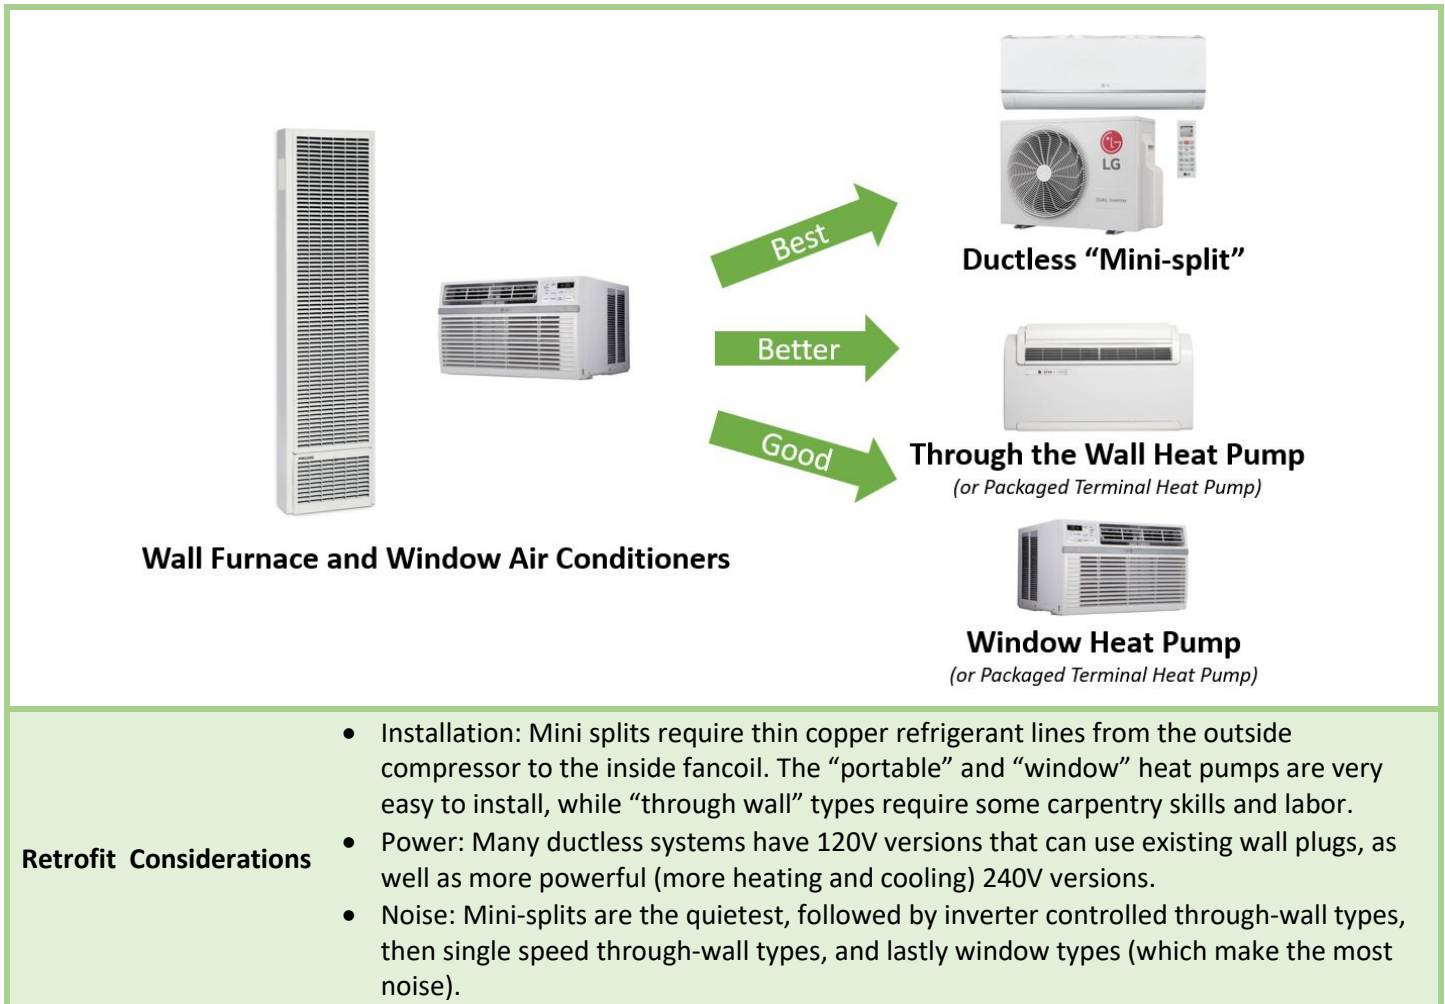 LG
DUAL Inverter
Best
Ductless “Mini-split”
Better
Good
Through the Wall Heat Pump
(or Packaged Terminal Heat Pump)
Wall Furnace and Window Air Conditioners
Window Heat Pump
(or Packaged Terminal Heat Pump)
Retrofit Considerations
• Installation: Mini splits require thin copper refrigerant lines from the outside
compressor to the inside fancoil. The “portable” and “window” heat pumps are very
easy to install, while “through wall” types require some carpentry skills and labor.
• Power: Many ductless systems have 120V versions that can use existing wall plugs, as
well as more powerful (more heating and cooling) 240V versions.
• Noise: Mini-splits are the quietest, followed by inverter controlled through-wall types,
then single speed through-wall types, and lastly window types (which make the most
noise).